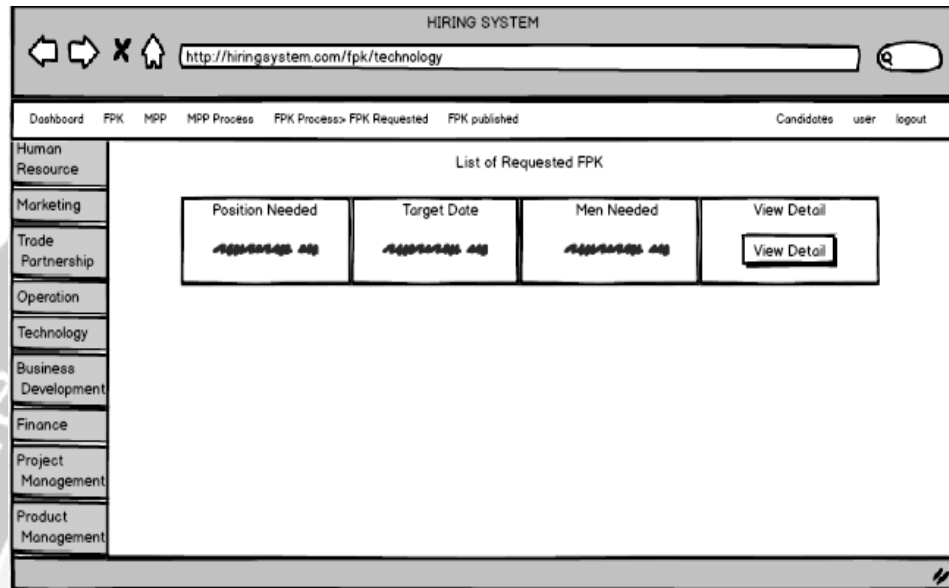 HIRING SYSTEM
http://hiringsystem.com/fpk/technology
Dashboard FPK MPP MPP Process FPK Process> FPK Requested FPK published Candidates user logout
Human
Resource
Marketing
Trade
Partnership
Operation
Technology
Business
Development
Finance
Project
Management
Product
Management
List of Requested FPK
Position Needed Target Date Men Needed View Detail
View Detail